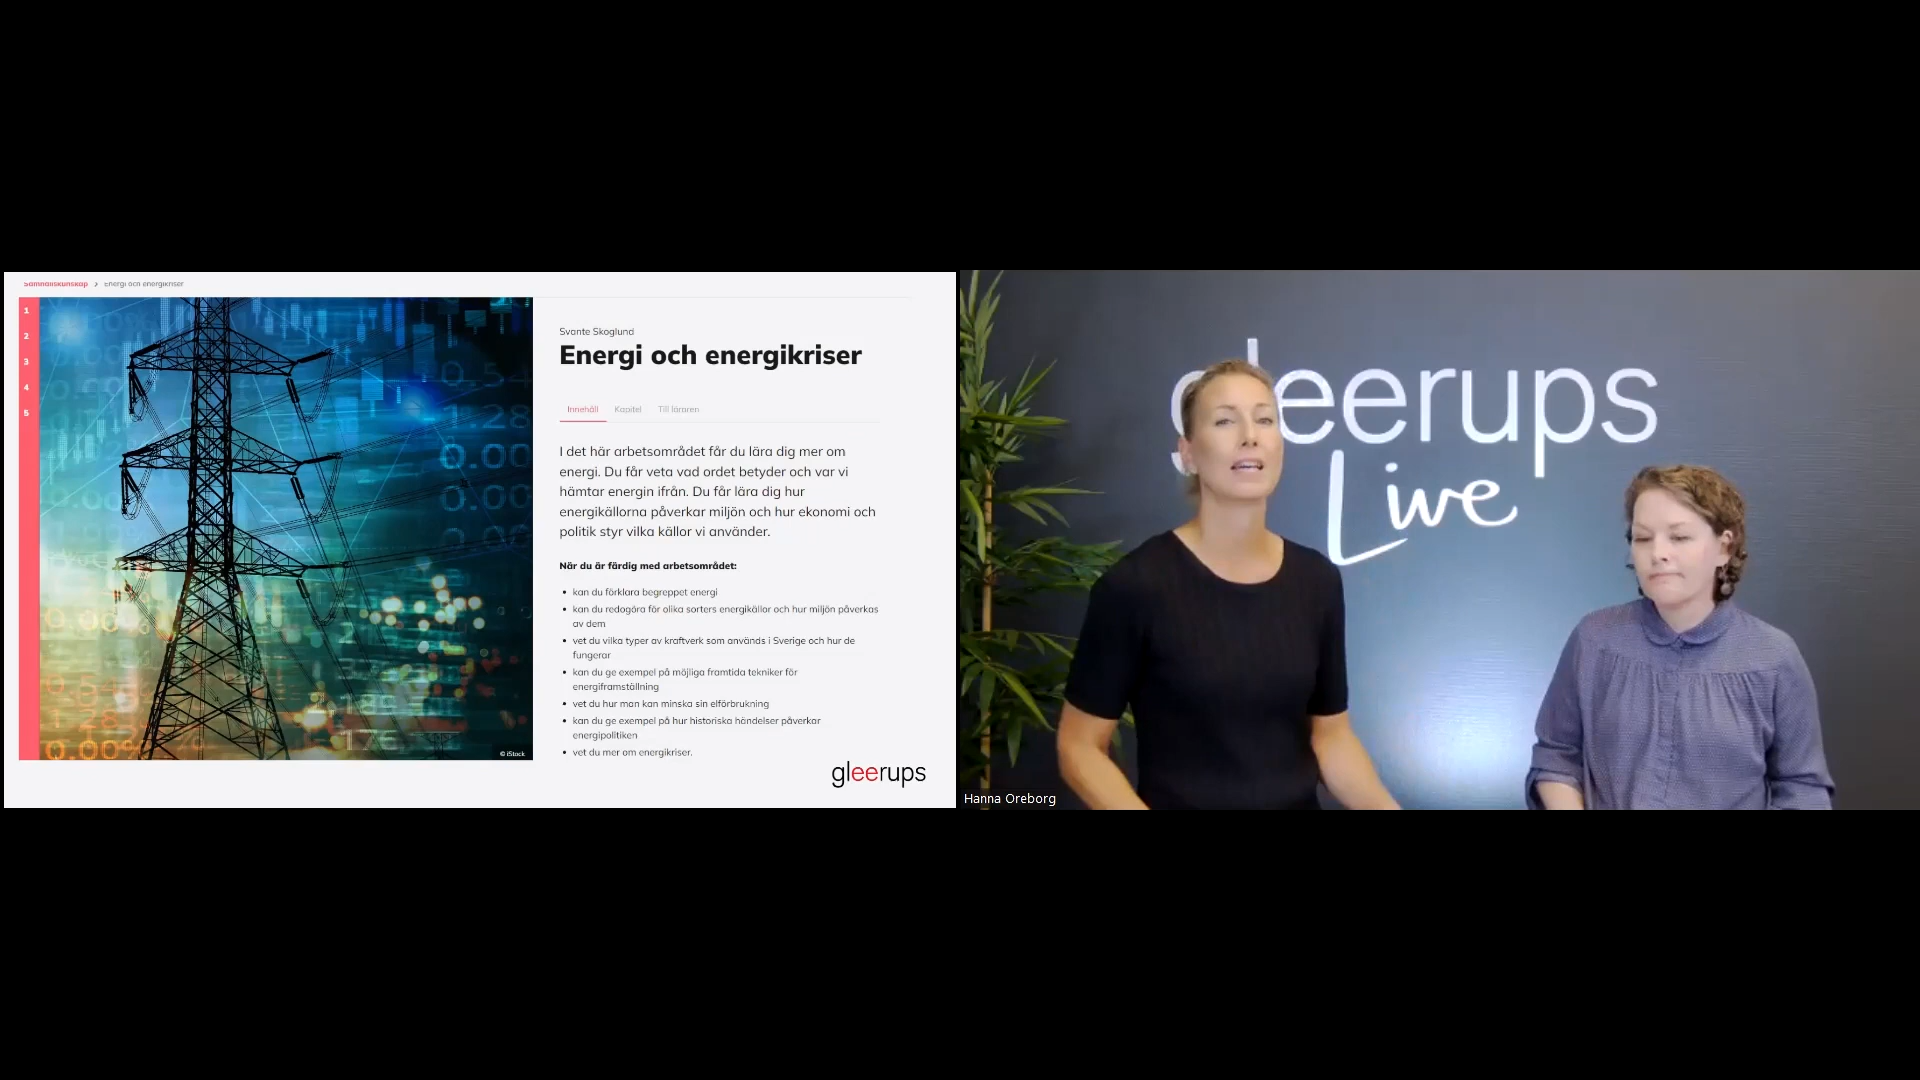 Samhällskunskap > Energi och energikriser
1
2
3
4
5
© iStock
Svante Skoglund
Energi och energikriser
Innehåll Kapitel Till läraren
I det här arbetsområdet får du lära dig mer om
energi. Du får veta vad ordet betyder och var vi
hämtar energin ifrån. Du får lära dig hur
energikällorna påverkar miljön och hur ekonomi och
politik styr vilka källor vi använder.
När du är färdig med arbetsområdet:
• kan du förklara begreppet energi
• kan du redogöra för olika sorters energikällor och hur miljön påverkas
av dem
• vet du vilka typer av kraftverk som används i Sverige och hur de
fungerar
• kan du ge exempel på möjliga framtida tekniker för
energiframställning
• vet du hur man kan minska sin elförbrukning
• kan du ge exempel på hur historiska händelser påverkar
energipolitiken
• vet du mer om energikriser.
gleerups
gleerups
Live
Hanna Oreborg